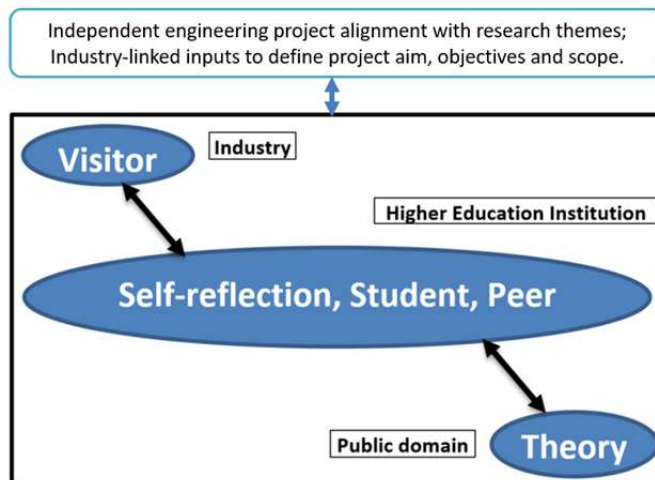 Independent engineering project alignment with research themes;
Industry-linked inputs to define project aim, objectives and scope.
Visitor
Industry
Higher Education Institution
Self-reflection, Student, Peer
Public domain
Theory